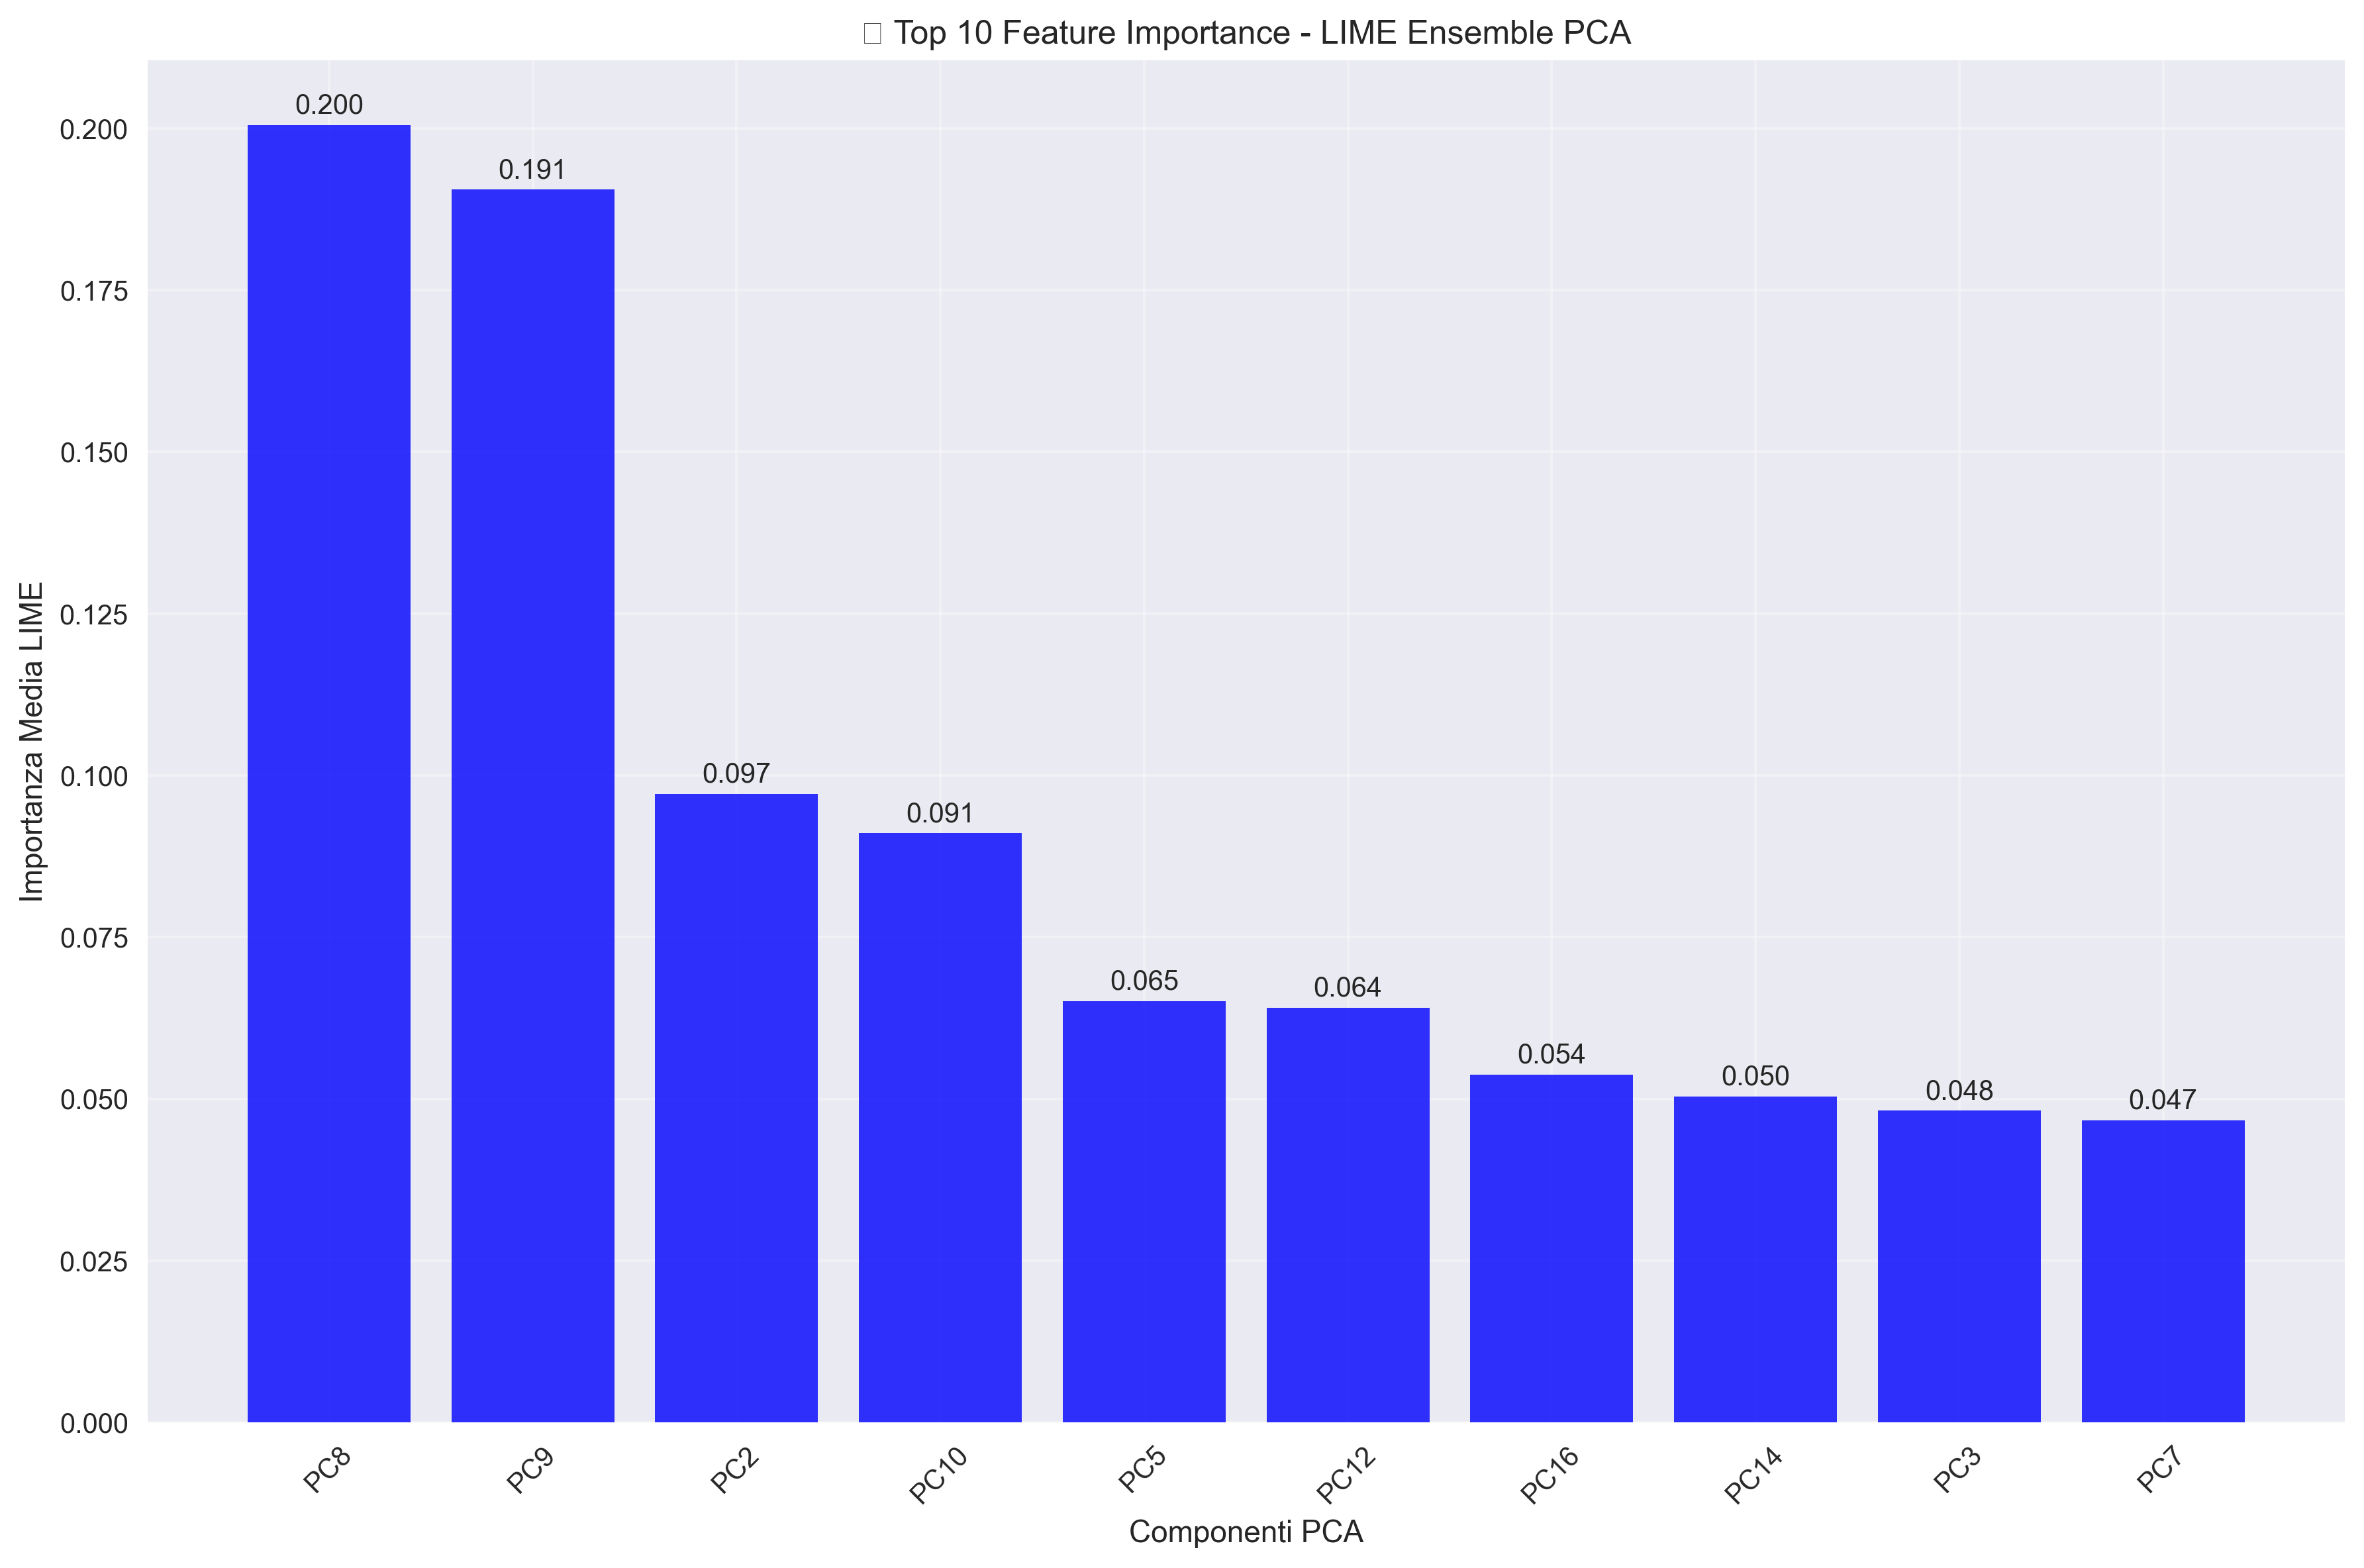 Top 10 Feature Importance - LIME Ensemble PCA
Importanza Media LIME
0.200
0.175
0.150
0.125
0.100
0.075
0.050
0.025
0.000
0.200
0.191
0.097
0.091
0.065
0.064
0.054
0.050
0.048
0.047
PC8
PC9
PC2
PC10
PC5
PC12
PC16
PC14
PC3
PC7
Componenti PCA